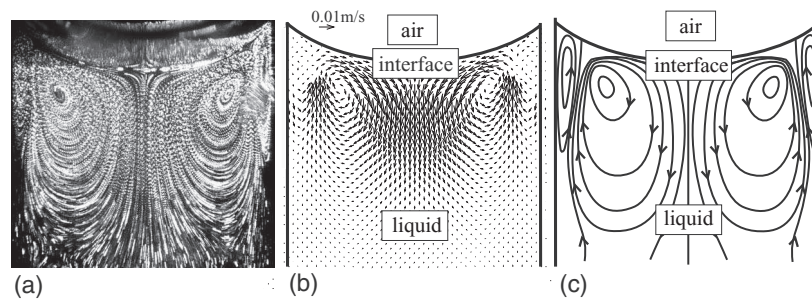 0.01m/s
air
interface
liquid
(b)
air
interface
liquid
(c)
(a)